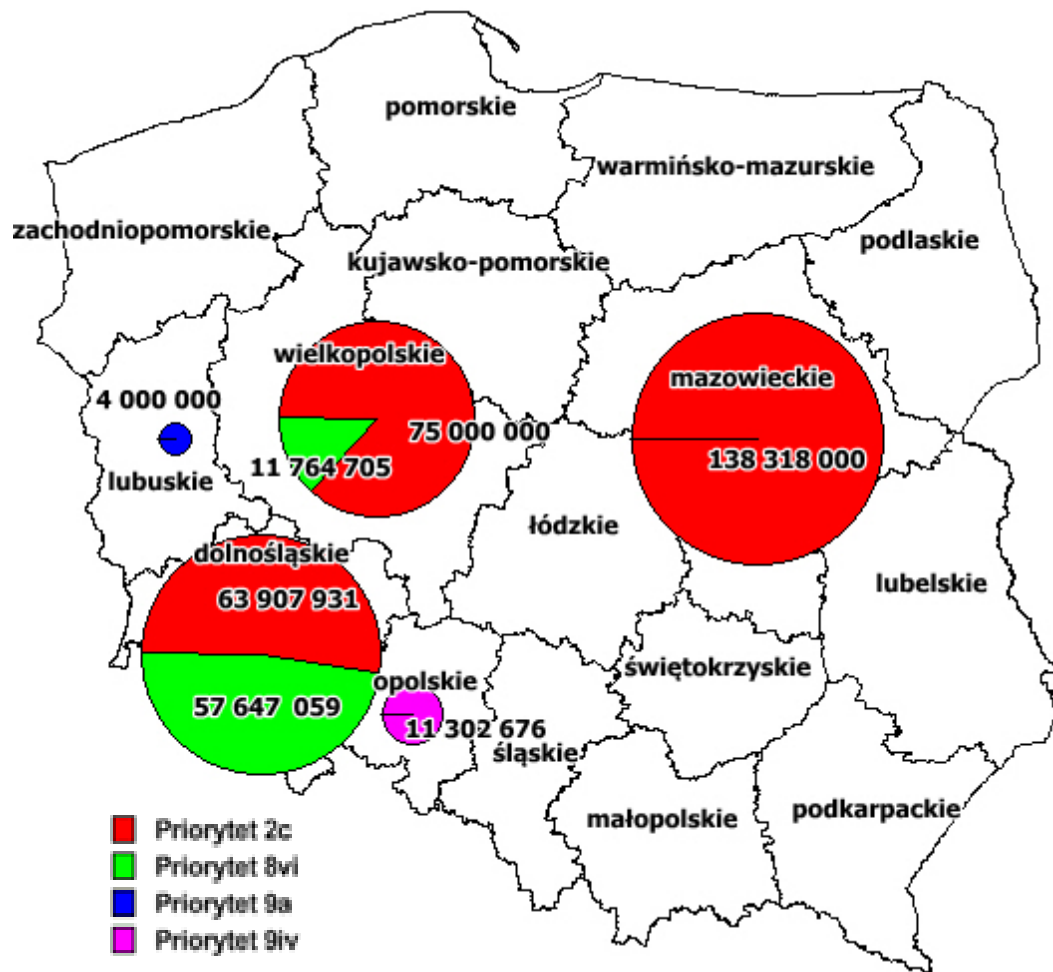 pomorskie
warmińsko-mazurskie
zachodniopomorskie
podlaskie
kujawsko-pomorskie
wielkopolskie
mazowieckie
4 000 000
75 000 000
138 318 000
11 764 705
lubuskie
łódzkie
dolnośląskie
lubelskie
63 907 931
świętokrzyskie
opolskie
57 647 059
11 302 676
śląskie
podkarpackie
małopolskie
Priorytet 2c
Priorytet 8vi
Priorytet 9a
Priorytet 9iv